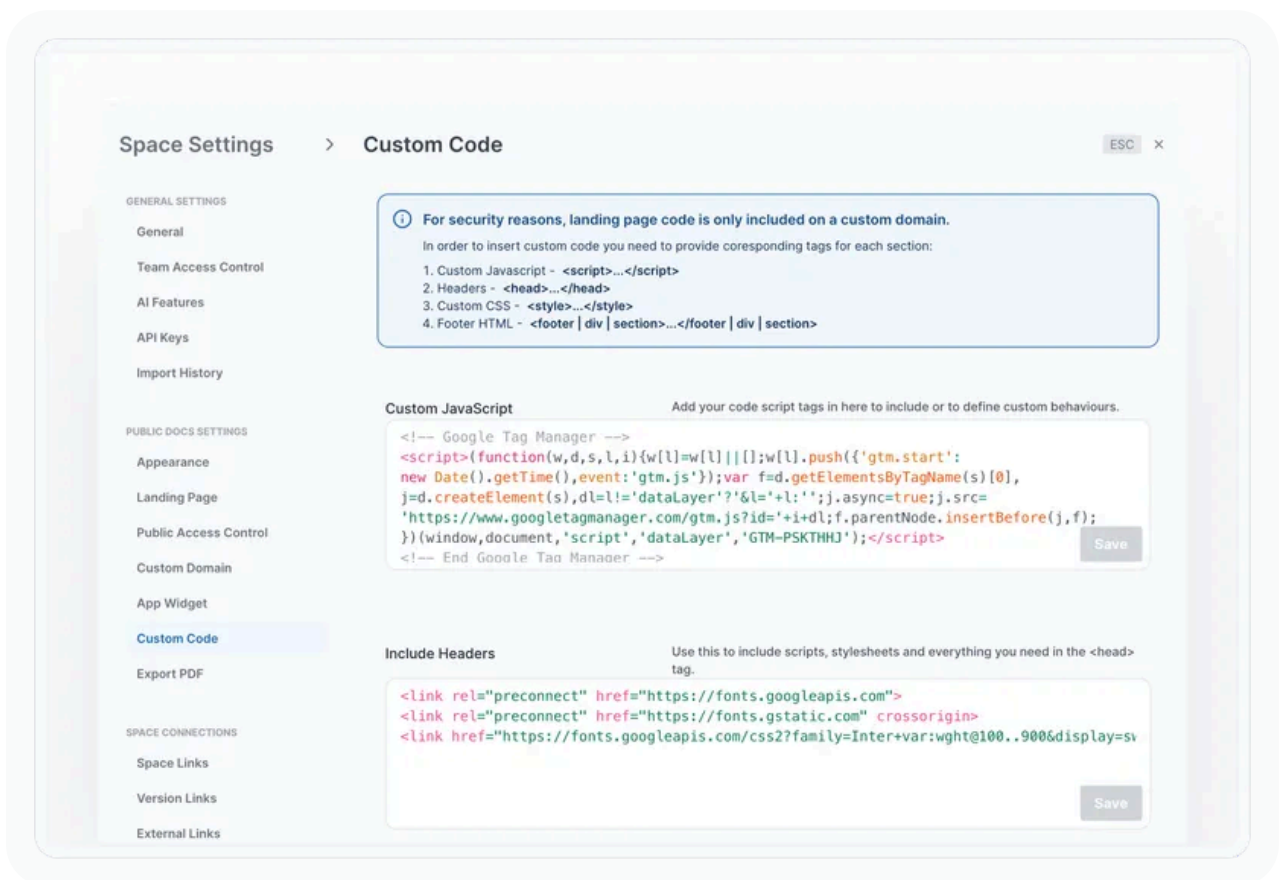 Space Settings > Custom Code ESC ×
GENERAL SETTINGS
General
Team Access Control
AI Features
API Keys
Import History
PUBLIC DOCS SETTINGS
Appearance
Landing Page
Public Access Control
Custom Domain
App Widget
Custom Code
Export PDF
SPACE CONNECTIONS
Space Links
Version Links
External Links
For security reasons, landing page code is only included on a custom domain.
In order to insert custom code you need to provide coresponding tags for each section:
1. Custom Javascript - <script>...</script>
2. Headers - <head>...</head>
3. Custom CSS - <style>...</style>
4. Footer HTML - <footer | div | section>...</footer | div | section>
Custom JavaScript
Add your code script tags in here to include or to define custom behaviours.
<!-- Google Tag Manager -->
<script>(function(w,d,s,l,i){w[l]=w[l]||[];w[l].push({'gtm.start':
new Date().getTime(),event:'gtm.js'});var f=d.getElementsByTagName(s)[0],
j=d.createElement(s),dl=l!='dataLayer'?'&l='+l:'';j.async=true;j.src=
'https://www.googletagmanager.com/gtm.js?id='+i+dl;f.parentNode.insertBefore(j,f);
})(window,document,'script','dataLayer','GTM-PSKTHHJ');</script>
<!-- End Google Tag Manager -->
Save
Include Headers
Use this to include scripts, stylesheets and everything you need in the <head>
tag.
<link rel="preconnect" href="https://fonts.googleapis.com">
<link rel="preconnect" href="https://fonts.gstatic.com" crossorigin>
<link href="https://fonts.googleapis.com/css2?family=Inter+var:wght@100..900&display=sw
Save